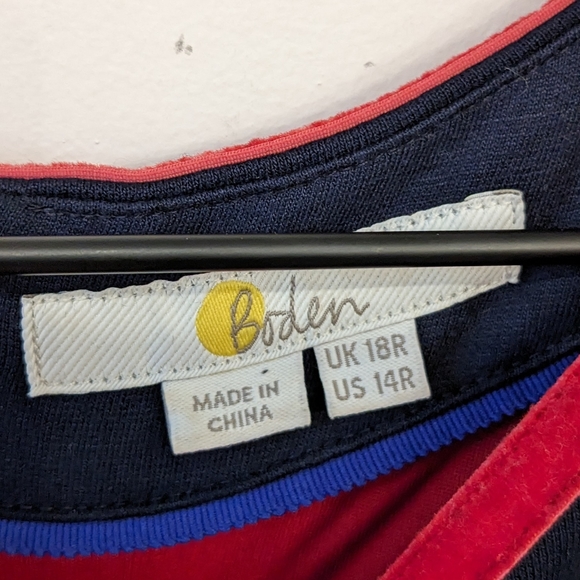 Boden
MADE IN
CHINA
UK 18R
US 14R